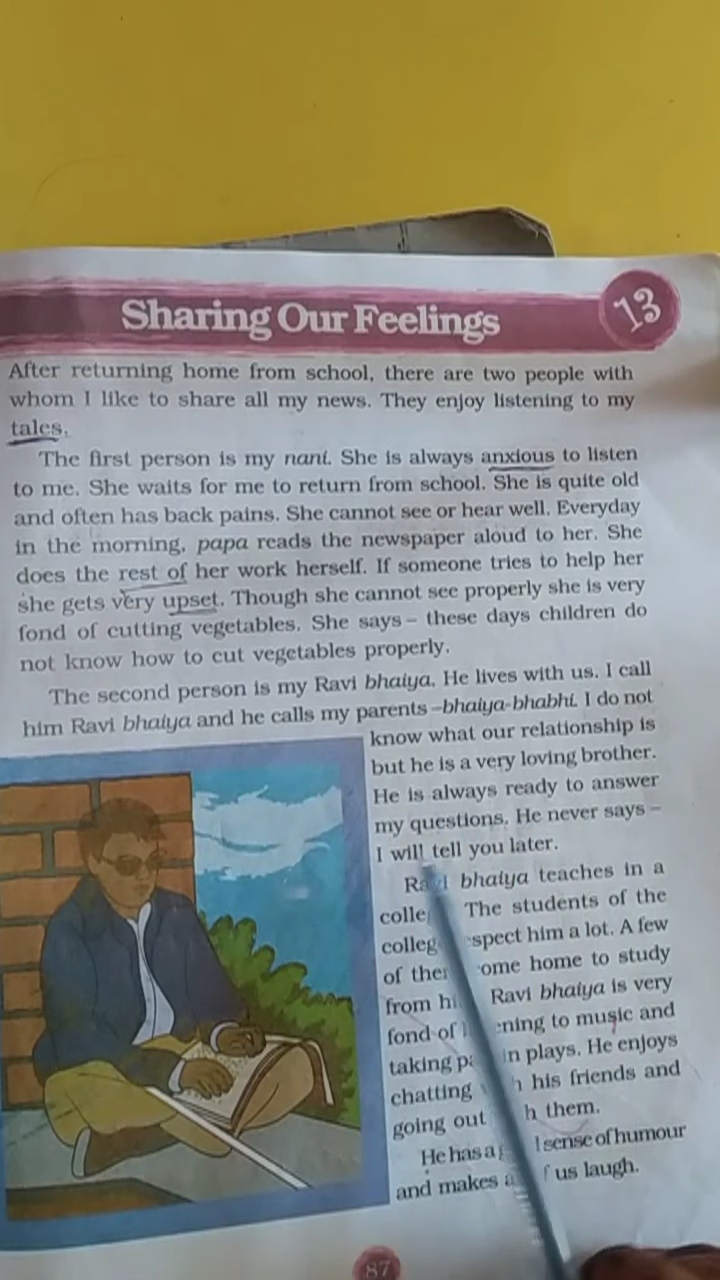 Sharing Our Feelings
13
After returning home from school, there are two people with
whom I like to share all my news. They enjoy listening to my
tales.
The first person is my nani. She is always anxious to listen
to me. She waits for me to return from school. She is quite old
and often has back pains. She cannot see or hear well. Everyday
in the morning, papa reads the newspaper aloud to her. She
does the rest of her work herself. If someone tries to help her
she gets very upset. Though she cannot see properly she is very
fond of cutting vegetables. She says – these days children do
not know how to cut vegetables properly.
The second person is my Ravi bhaiya. He lives with us. I call
him Ravi bhaiya and he calls my parents –bhaiya-bhabhi. I do not
know what our relationship is
but he is a very loving brother.
He is always ready to answer
my questions. He never says –
I will tell you later.
bhaiya teaches in a
The students of the
him a lot. A few
of home to study
from Ravi bhaiya is very
fond of to music and
taking in plays. He enjoys
chatting his friends and
going out them.
He has a sense of humour
and makes us laugh.
87